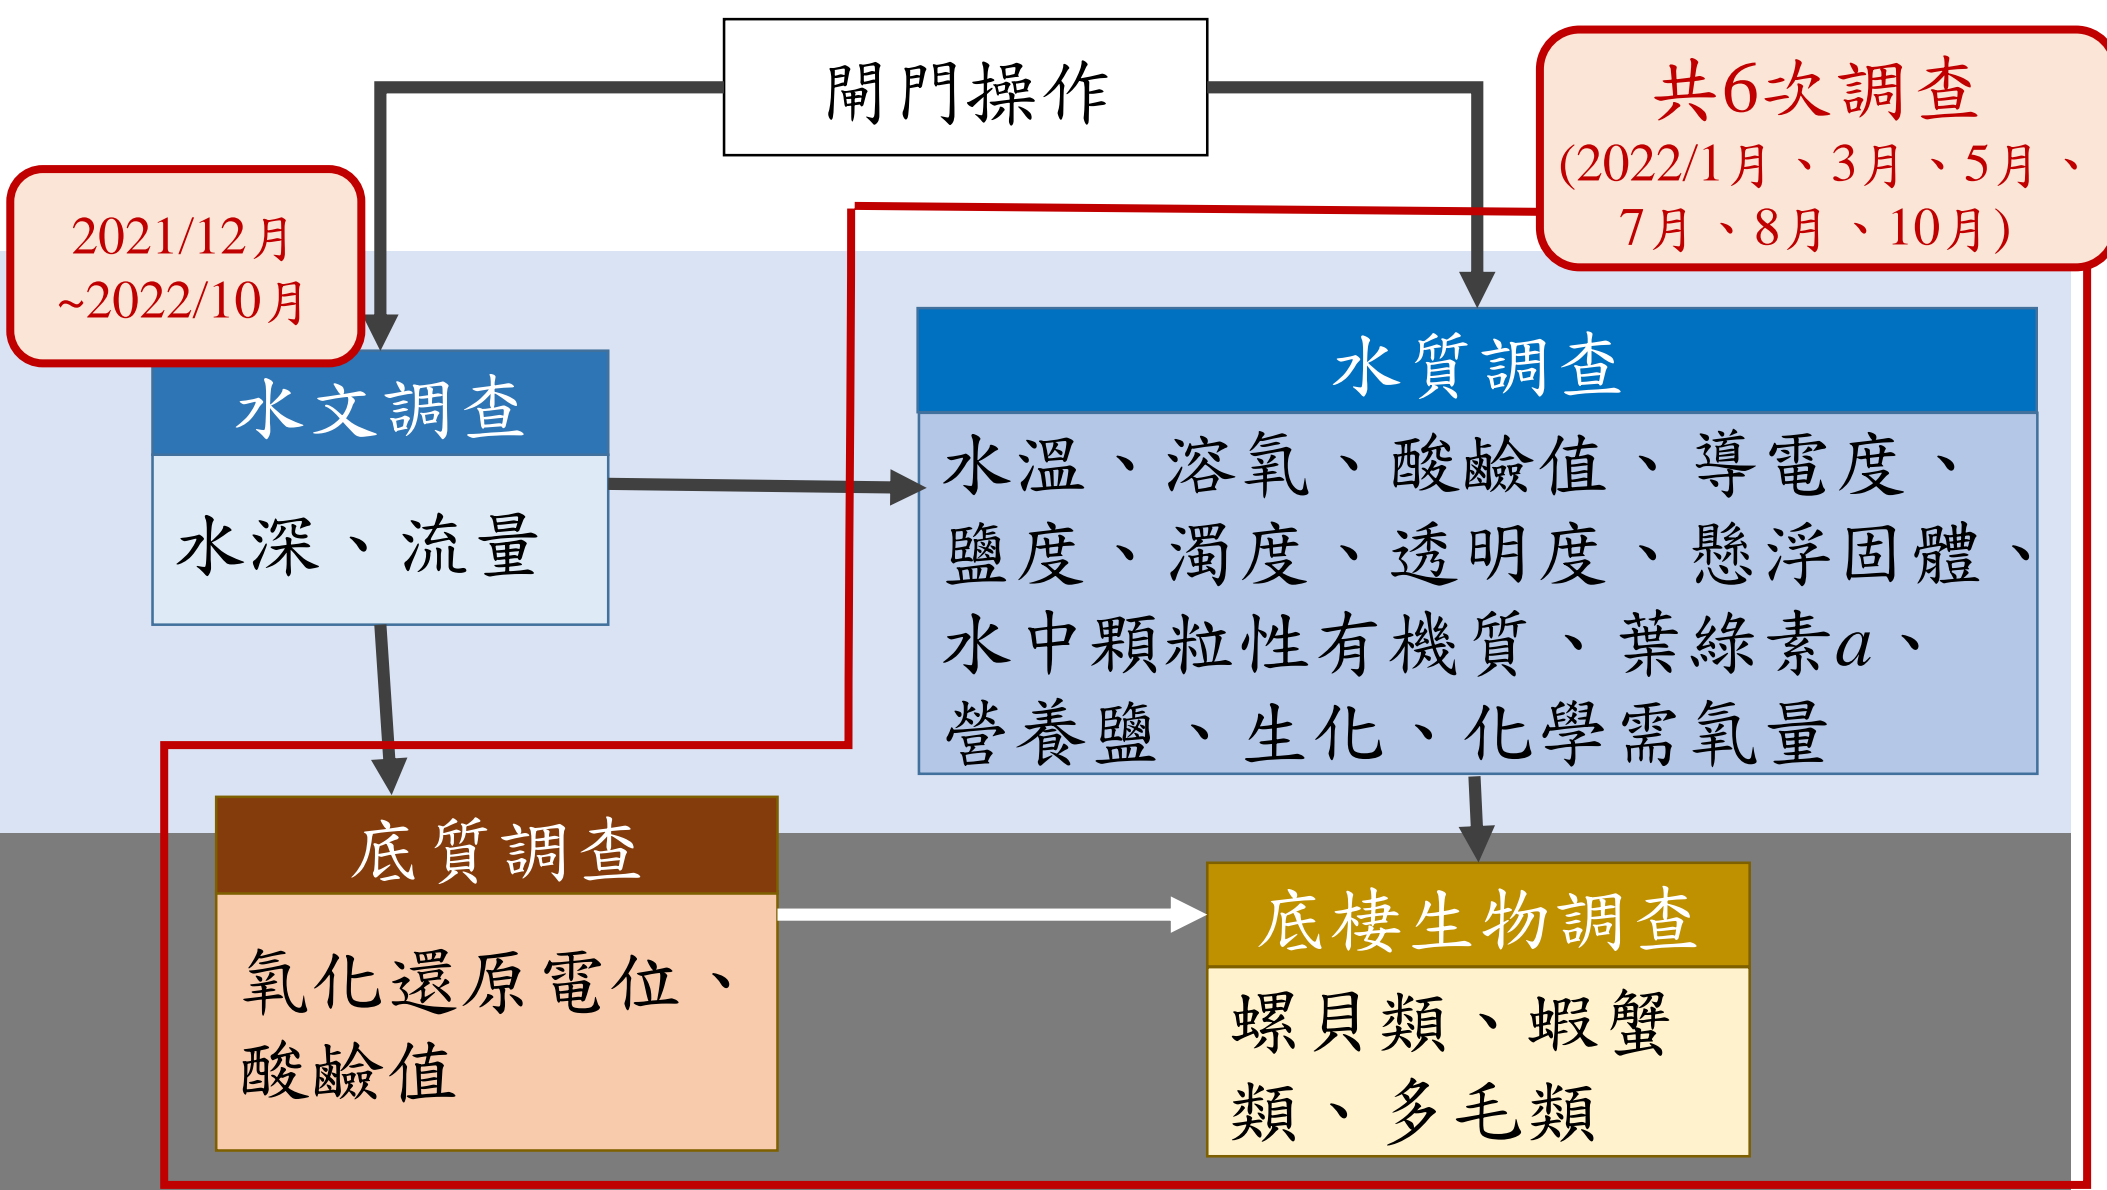 閘門操作
共6次調查
(2022/1月、3月、5月、
7月、8月、10月)
2021/12月
~2022/10月
水文調查
水深、流量
水質調查
水溫、溶氧、酸鹼值、導電度、
鹽度、濁度、透明度、懸浮固體、
水中顆粒性有機質、葉綠素a、
營養鹽、生化、化學需氧量
底質調查
氧化還原電位、
酸鹼值
底棲生物調查
螺貝類、蝦蟹
類、多毛類